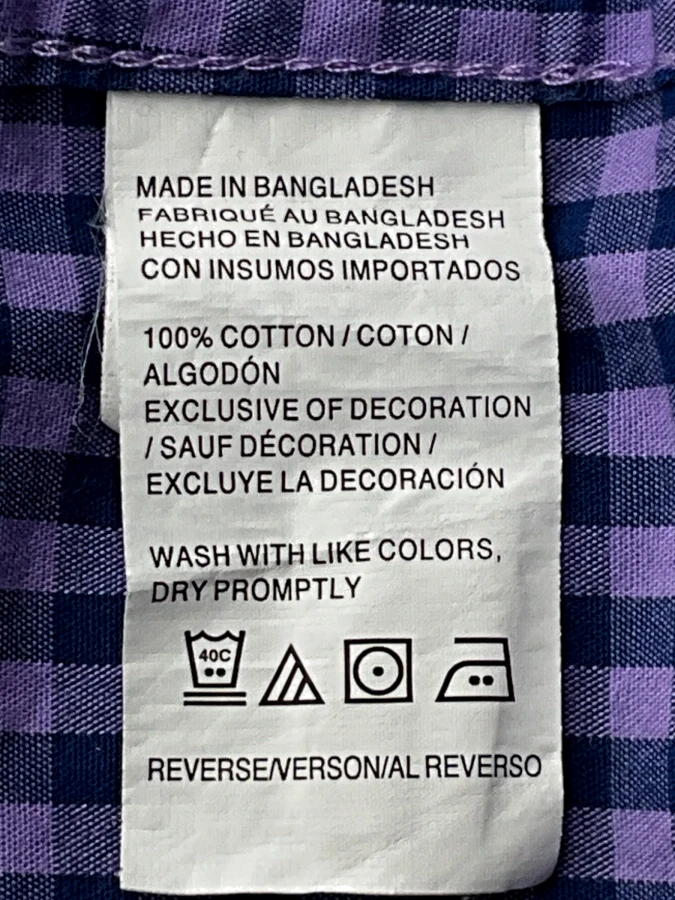 MADE IN BANGLADESH
FABRIQUÉ AU BANGLADESH
HECHO EN BANGLADESH
CON INSUMOS IMPORTADOS
100% COTTON / COTON /
ALGODÓN
EXCLUSIVE OF DECORATION
/ SAUF DÉCORATION /
EXCLUYE LA DECORACIÓN
WASH WITH LIKE COLORS,
DRY PROMPTLY
40C
REVERSE/VERSON/AL REVERSO